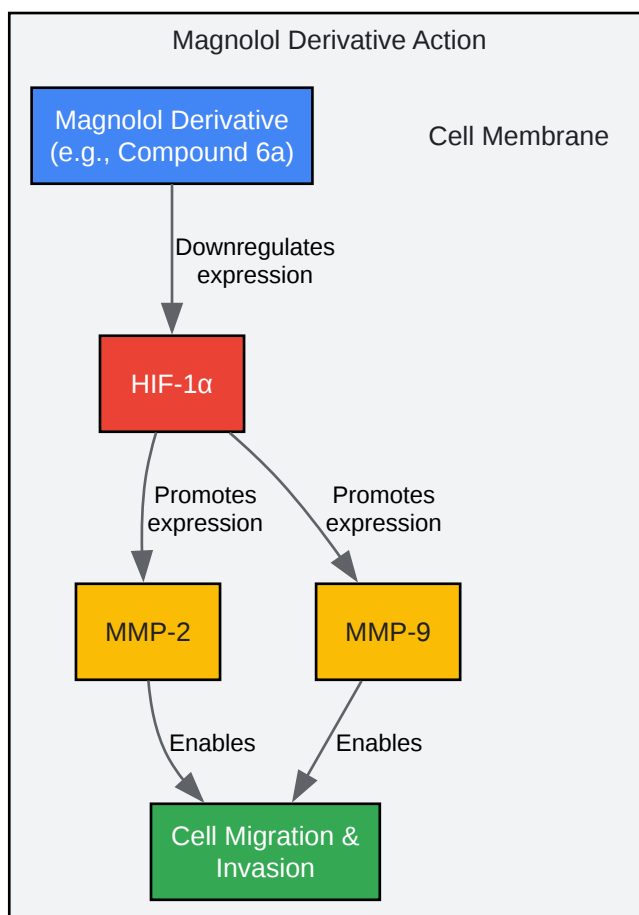 Magnolol Derivative Action
Magnolol Derivative
(e.g., Compound 6a)
Cell Membrane
Downregulates
expression
HIF-1α
Promotes
expression
Promotes
expression
MMP-2
MMP-9
Enables
Enables
Cell Migration &
Invasion